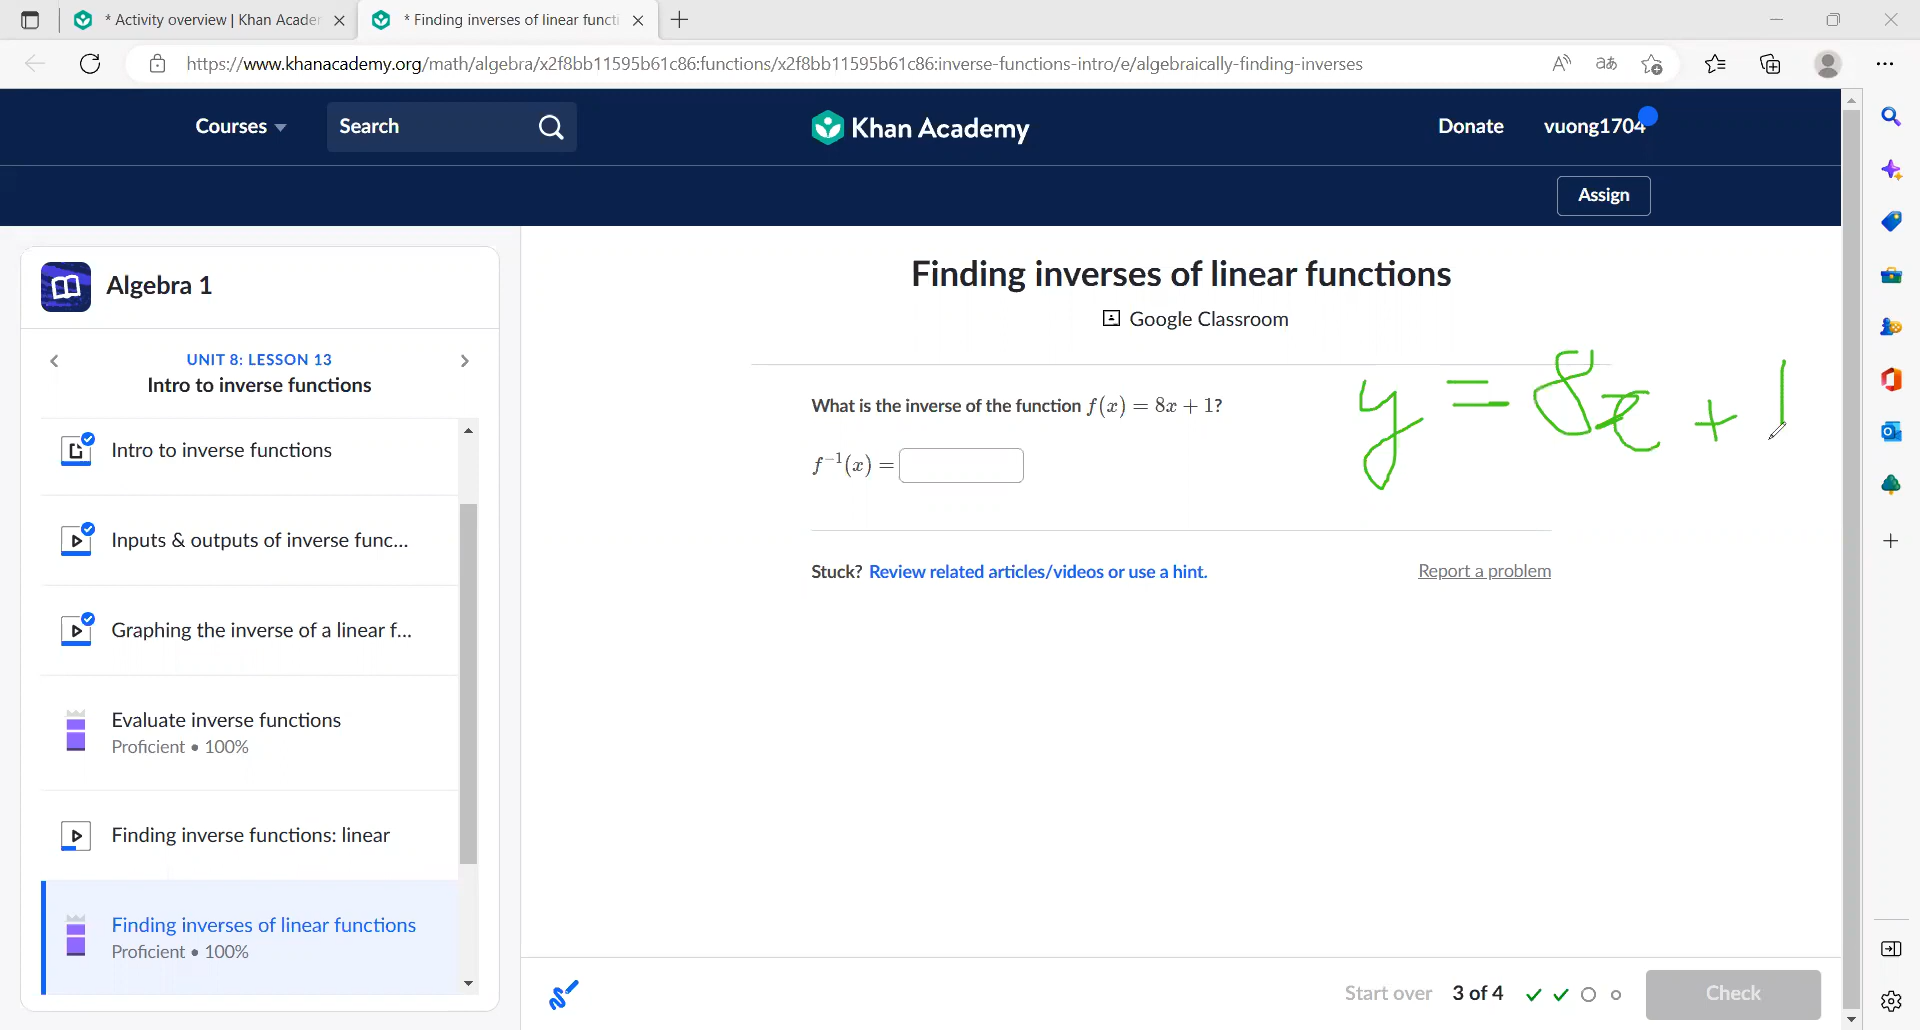 * Activity overview | Khan Acade
* Finding inverses of linear functi
https://www.khanacademy.org/math/algebra/x2f8bb11595b61c86:functions/x2f8bb11595b61c86:inverse-functions-intro/e/algebraically-finding-inverses
Courses
Search
Khan Academy
Donate
vuong1704
Assign
Algebra 1
UNIT 8: LESSON 13
Intro to inverse functions
Intro to inverse functions
Inputs & outputs of inverse func...
Graphing the inverse of a linear f...
Evaluate inverse functions
Proficient • 100%
Finding inverse functions: linear
Finding inverses of linear functions
Proficient • 100%
Finding inverses of linear functions
Google Classroom
What is the inverse of the function f(x) = 8x + 1?
y = 8x + 1
f⁻¹(x) =
Stuck? Review related articles/videos or use a hint.
Report a problem
Start over
3 of 4
Check